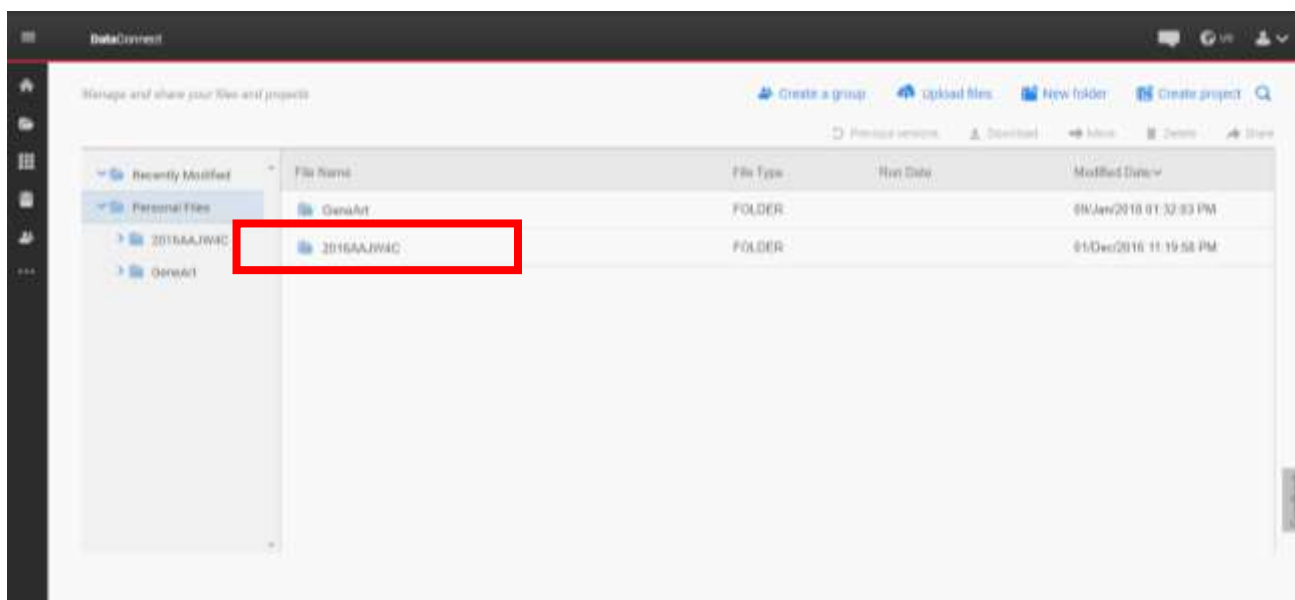 DataConnect
US
Manage and share your files and projects
Create a group
Upload files
New folder
Create project
Previous versions
Download
Move
Delete
Share
Recently Modified
Personal Files
2016AAJW4C
GeneArt
File Name
File Type
Run Date
Modified Date
GeneArt
FOLDER
09/Jan/2018 01:32:03 PM
2016AAJW4C
FOLDER
01/Dec/2016 11:19:58 PM